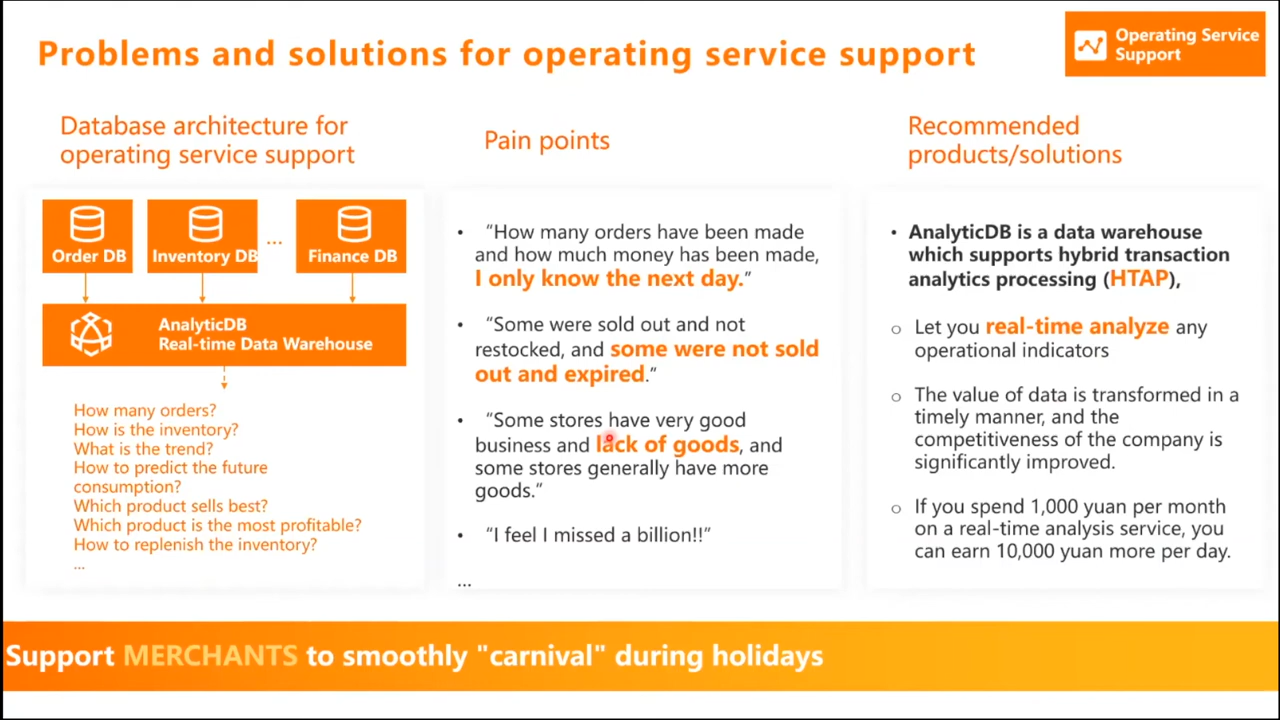 Problems and solutions for operating service support
Operating Service
Support
Database architecture for
operating service support
Order DB
Inventory DB
...
Finance DB
AnalyticDB
Real-time Data Warehouse
How many orders?
How is the inventory?
What is the trend?
How to predict the future
consumption?
Which product sells best?
Which product is the most profitable?
How to replenish the inventory?
...
Pain points
• “How many orders have been made
and how much money has been made,
I only know the next day.”
• “Some were sold out and not
restocked, and some were not sold
out and expired.”
• “Some stores have very good
business and lack of goods, and
some stores generally have more
goods.”
• “I feel I missed a billion!!”
...
Recommended
products/solutions
• AnalyticDB is a data warehouse
which supports hybrid transaction
analytics processing (HTAP),
o Let you real-time analyze any
operational indicators
o The value of data is transformed in a
timely manner, and the
competitiveness of the company is
significantly improved.
o If you spend 1,000 yuan per month
on a real-time analysis service, you
can earn 10,000 yuan more per day.
Support MERCHANTS to smoothly "carnival" during holidays